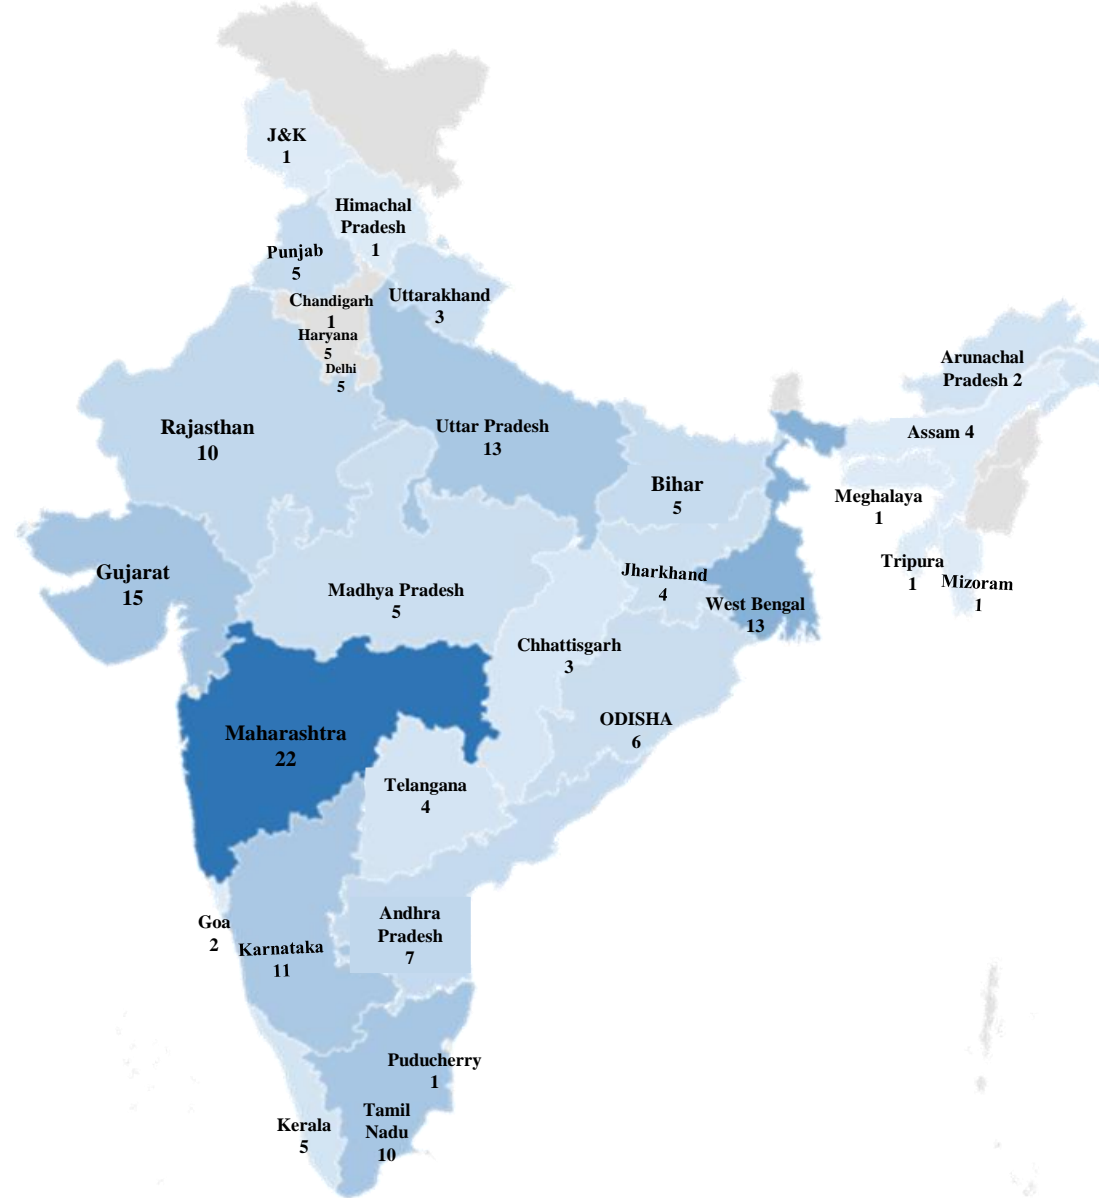 J&K
1
Himachal
Pradesh
1
Punjab
5
Chandigarh
1
Haryana
5
Delhi
5
Uttarakhand
3
Arunachal
Pradesh 2
Rajasthan
10
Uttar Pradesh
13
Assam 4
Bihar
5
Meghalaya
1
Tripura
1
Mizoram
1
Gujarat
15
Madhya Pradesh
5
Jharkhand
4
West Bengal
13
Chhattisgarh
3
ODISHA
6
Maharashtra
22
Telangana
4
Goa
2
Karnataka
11
Andhra
Pradesh
7
Puducherry
1
Kerala
5
Tamil
Nadu
10